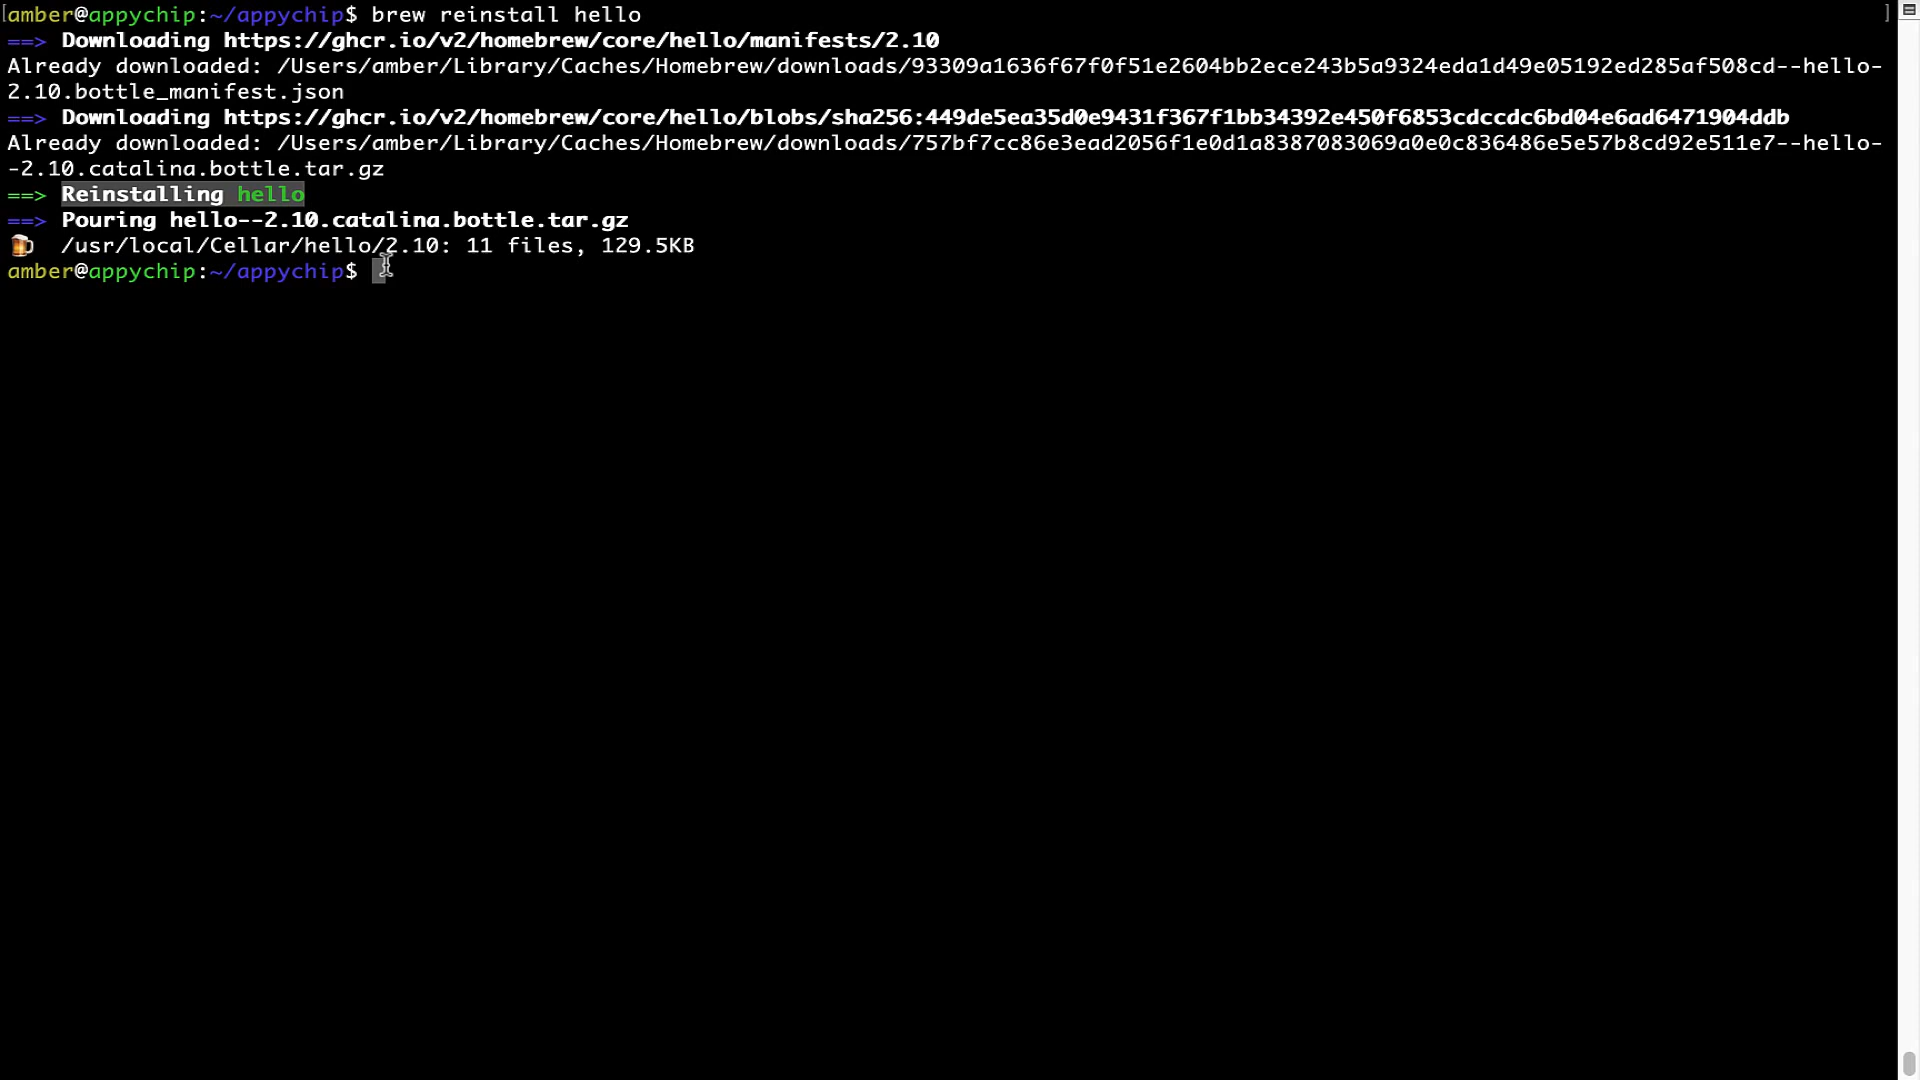 [amber@appychip:~/appychip$ brew reinstall hello ]
==> Downloading https://ghcr.io/v2/homebrew/core/hello/manifests/2.10
Already downloaded: /Users/amber/Library/Caches/Homebrew/downloads/93309a1636f67f0f51e2604bb2ece243b5a9324eda1d49e05192ed285af508cd--hello-
2.10.bottle_manifest.json
==> Downloading https://ghcr.io/v2/homebrew/core/hello/blobs/sha256:449de5ea35d0e9431f367f1bb34392e450f6853cdccdc6bd04e6ad6471904ddb
Already downloaded: /Users/amber/Library/Caches/Homebrew/downloads/757bf7cc86e3ead2056f1e0d1a8387083069a0e0c836486e5e57b8cd92e511e7--hello-
-2.10.catalina.bottle.tar.gz
==> Reinstalling hello
==> Pouring hello--2.10.catalina.bottle.tar.gz
🍺 /usr/local/Cellar/hello/2.10: 11 files, 129.5KB
amber@appychip:~/appychip$